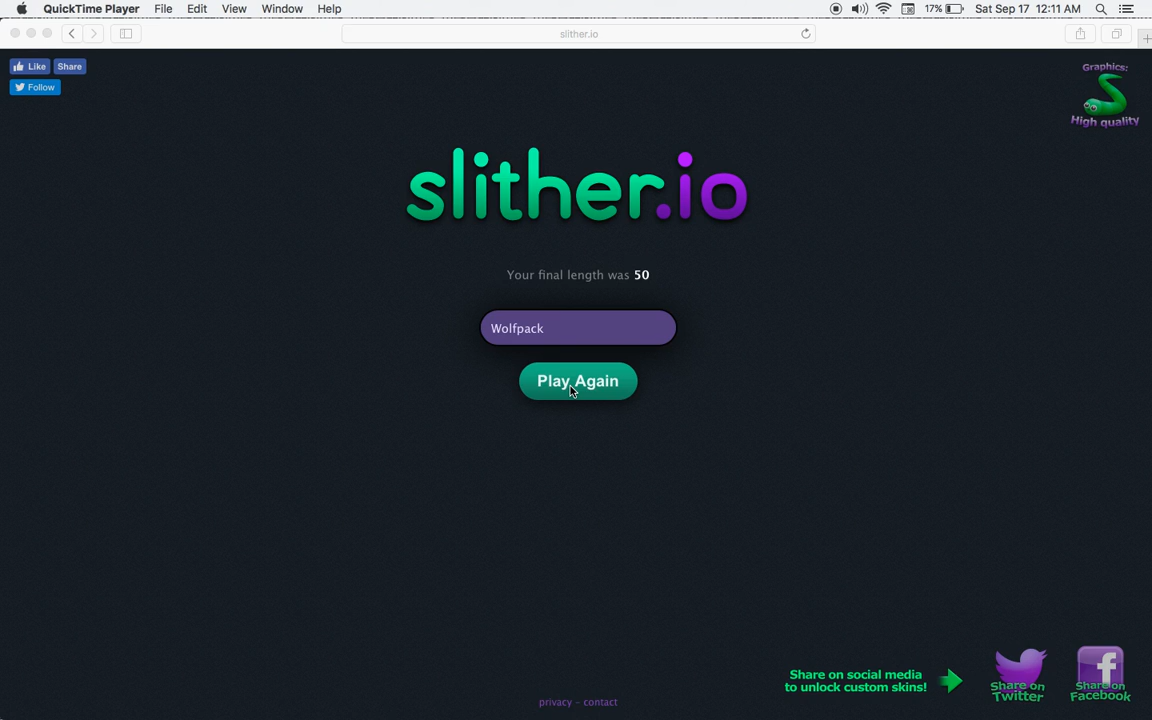 QuickTime Player File Edit View Window Help 17% Sat Sep 17 12:11 AM
slither.io
Like Share
Follow
Graphics:
High quality
slither.io
Your final length was 50
Wolfpack
Play Again
Share on social media
to unlock custom skins!
Share on
Twitter
Share on
Facebook
privacy - contact